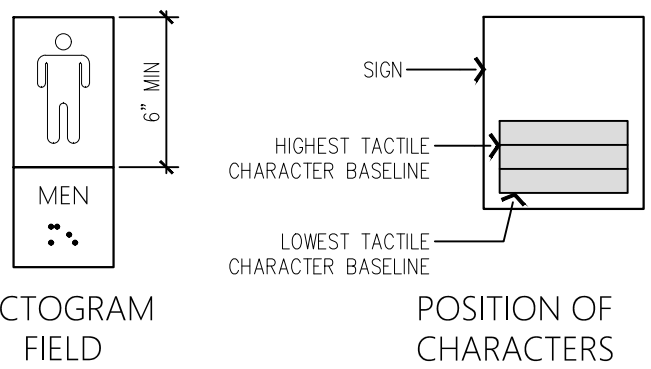 6" MIN
MEN
CTOGRAM
FIELD
SIGN
HIGHEST TACTILE
CHARACTER BASELINE
LOWEST TACTILE
CHARACTER BASELINE
POSITION OF
CHARACTERS